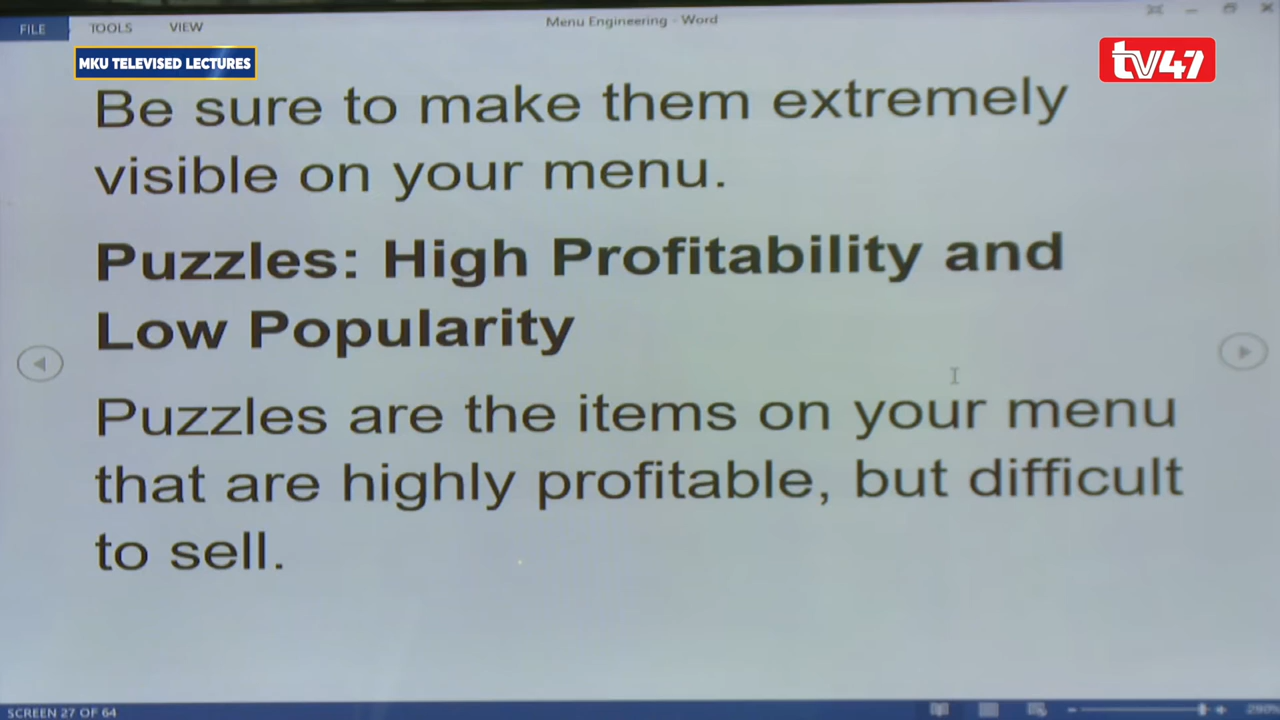 Menu Engineering - Word
FILE TOOLS VIEW
MKU TELEVISED LECTURES
tv47
Be sure to make them extremely
visible on your menu.
Puzzles: High Profitability and
Low Popularity
Puzzles are the items on your menu
that are highly profitable, but difficult
to sell.
SCREEN 27 OF 64